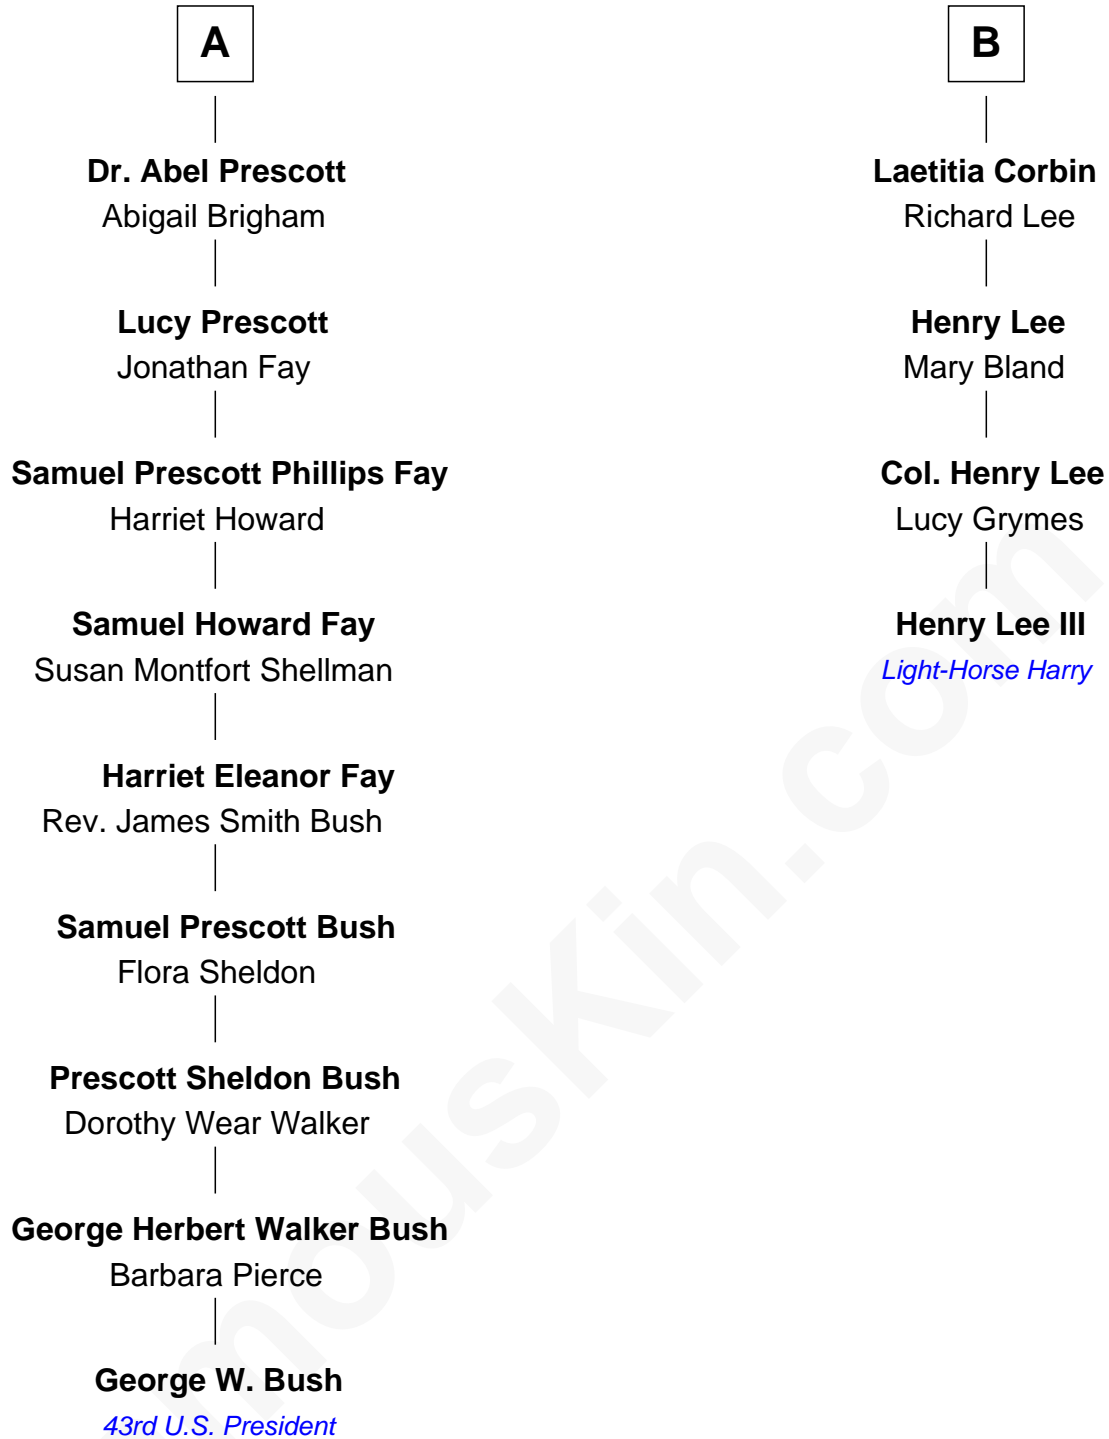 A
Dr. Abel Prescott
Abigail Brigham
Lucy Prescott
Jonathan Fay
Samuel Prescott Phillips Fay
Harriet Howard
Samuel Howard Fay
Susan Montfort Shellman
Harriet Eleanor Fay
Rev. James Smith Bush
Samuel Prescott Bush
Flora Sheldon
Prescott Sheldon Bush
Dorothy Wear Walker
George Herbert Walker Bush
Barbara Pierce
George W. Bush
43rd U.S. President
B
Laetitia Corbin
Richard Lee
Henry Lee
Mary Bland
Col. Henry Lee
Lucy Grymes
Henry Lee III
Light-Horse Harry
mousKin.com